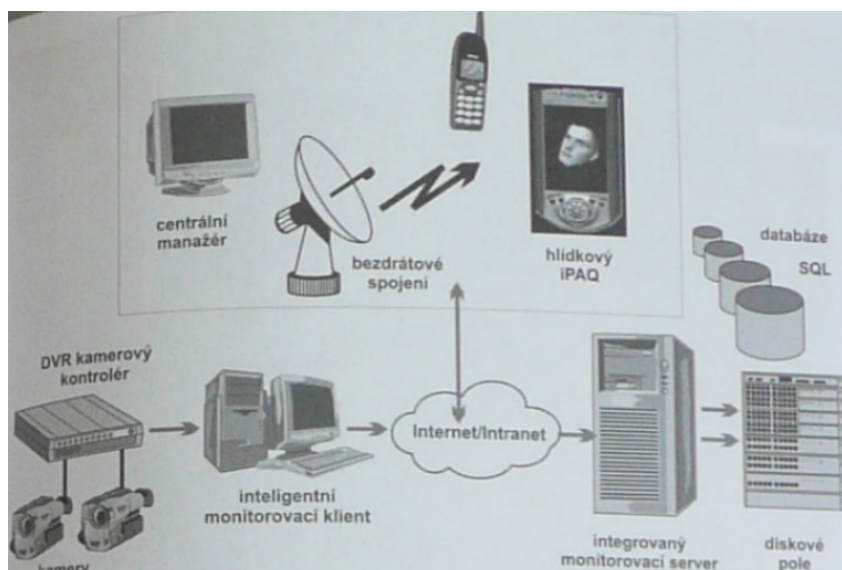 centrální
manažér
bezdrátové
spojení
hlídkový
iPAQ
databáze
SQL
DVR kamerový
kontrolér
inteligentní
monitorovací klient
Internet/Intranet
integrovaný
monitorovací server
diskové
pole
kamery